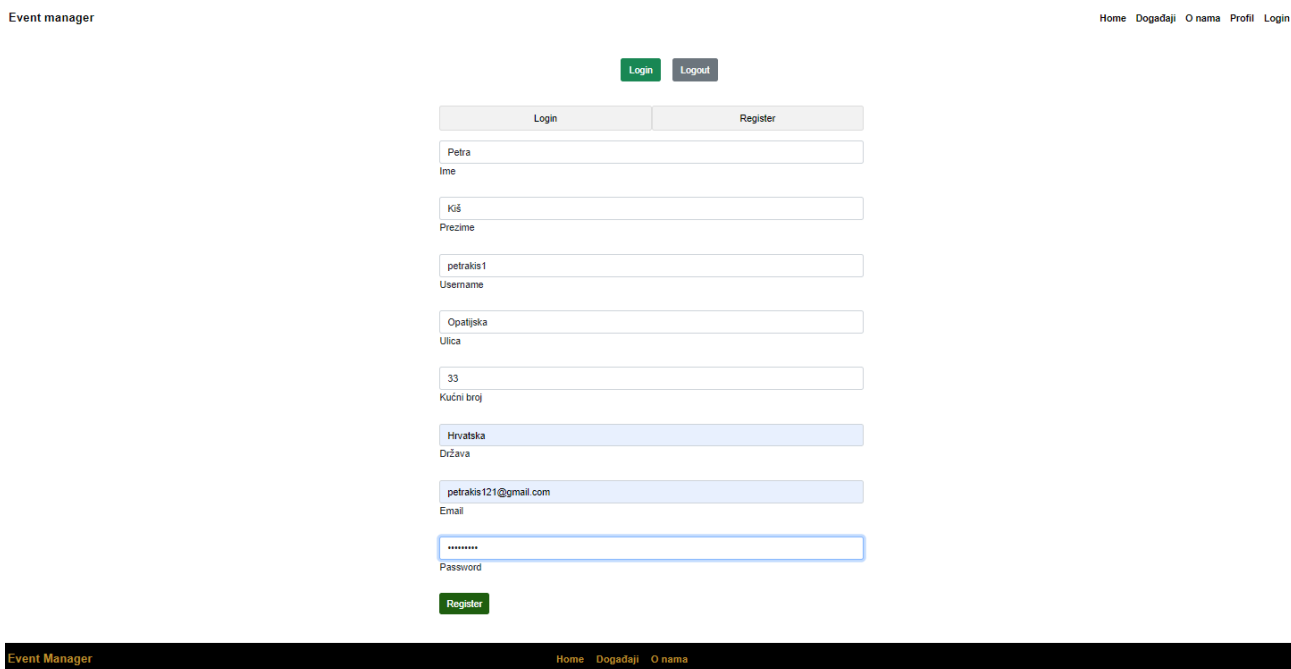 Event manager Home Događaji O nama Profil Login
Login Logout
Login Register
Petra
Ime
Kiš
Prezime
petrakis1
Username
Opatijska
Ulica
33
Kućni broj
Hrvatska
Država
petrakis121@gmail.com
Email
•••••••••
Password
Register
Event Manager Home Događaji O nama